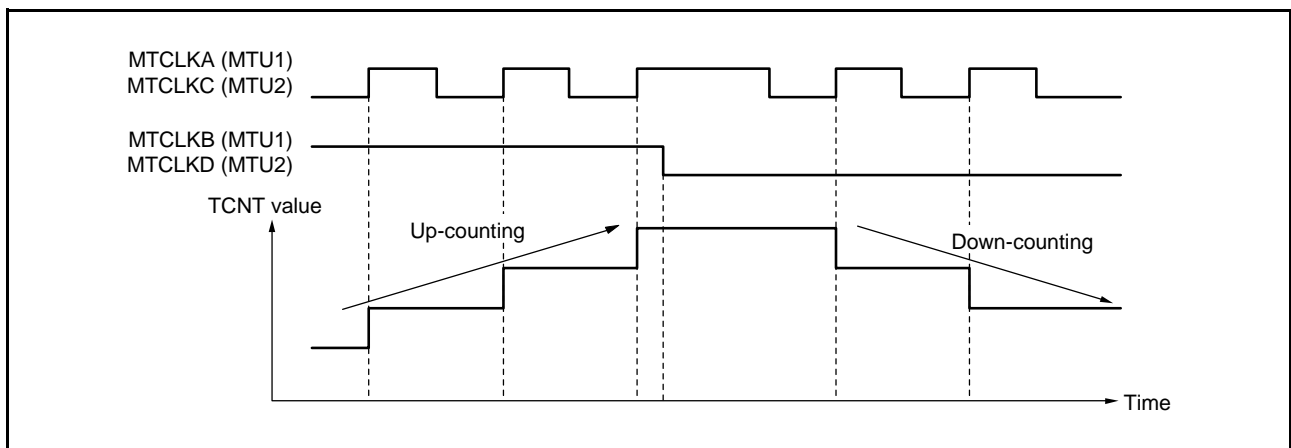 MTCLKA (MTU1)
MTCLKC (MTU2)
MTCLKB (MTU1)
MTCLKD (MTU2)
TCNT value
Up-counting
Down-counting
Time